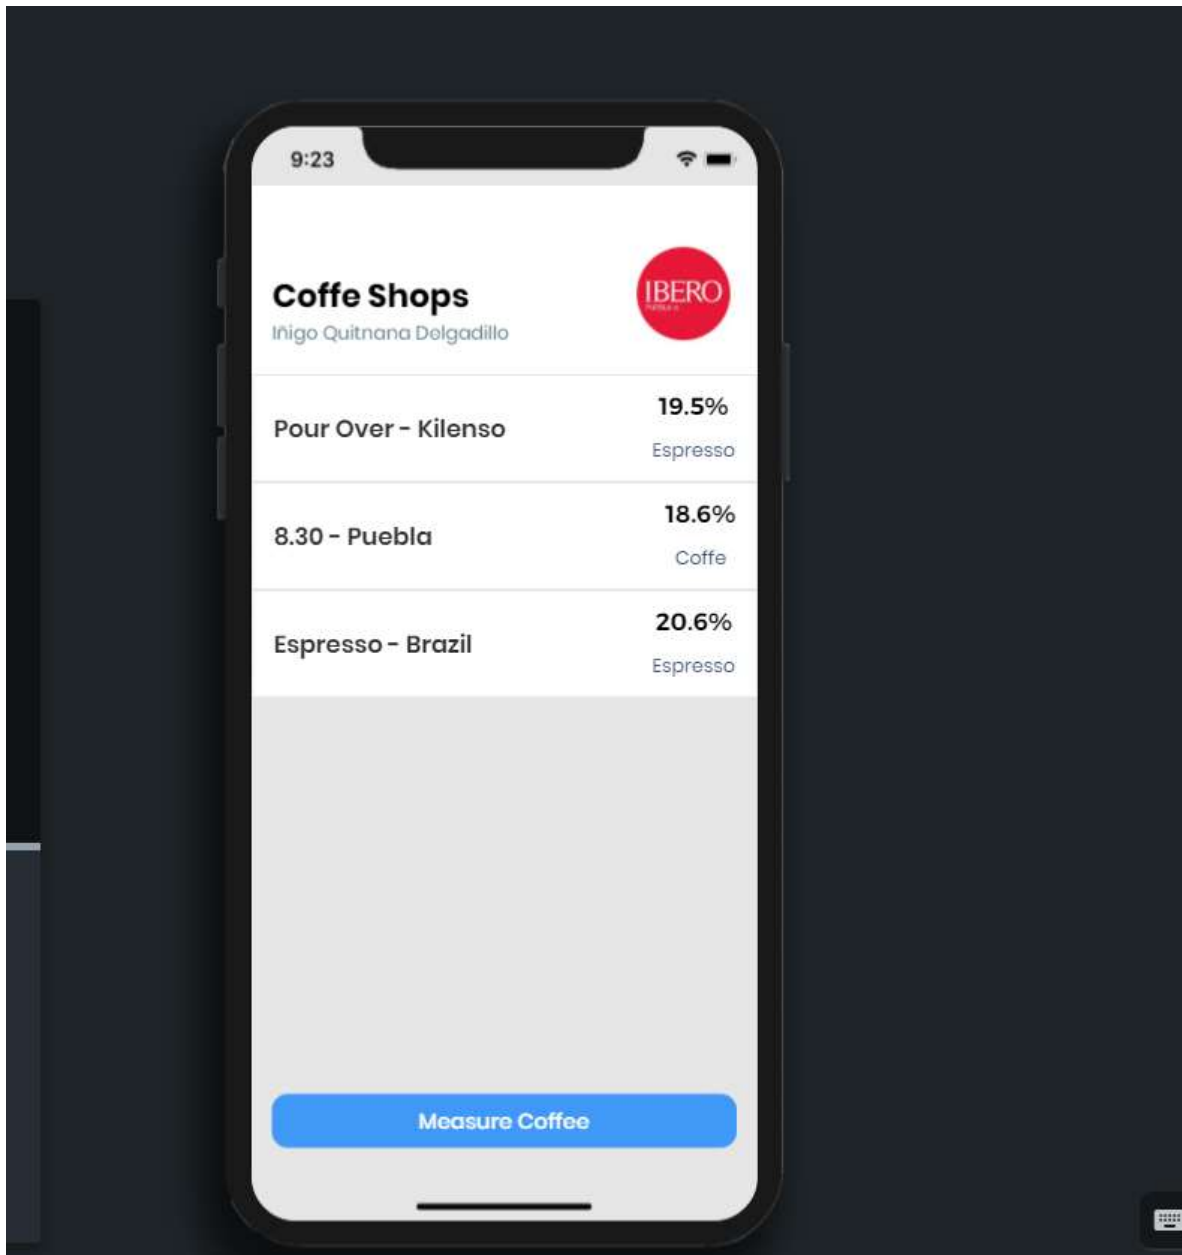 9:23
Coffe Shops
IBERO
Iñigo Quitnana Delgadillo
Pour Over - Kilenso
19.5%
Espresso
8.30 - Puebla
18.6%
Coffe
Espresso - Brazil
20.6%
Espresso
Measure Coffee